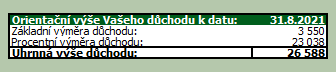 Orientační výše Vašeho důchodu k datu: 31.8.2021
Základní výměra důchodu: 3 550
Procentní výměra důchodu: 23 038
Úhrnná výše důchodu: 26 588